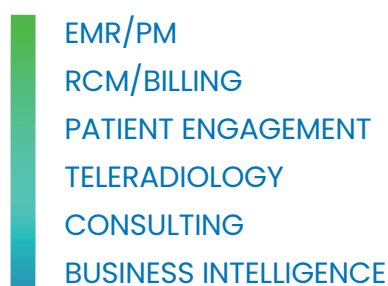 EMR/PM
RCM/BILLING
PATIENT ENGAGEMENT
TELERADIOLOGY
CONSULTING
BUSINESS INTELLIGENCE